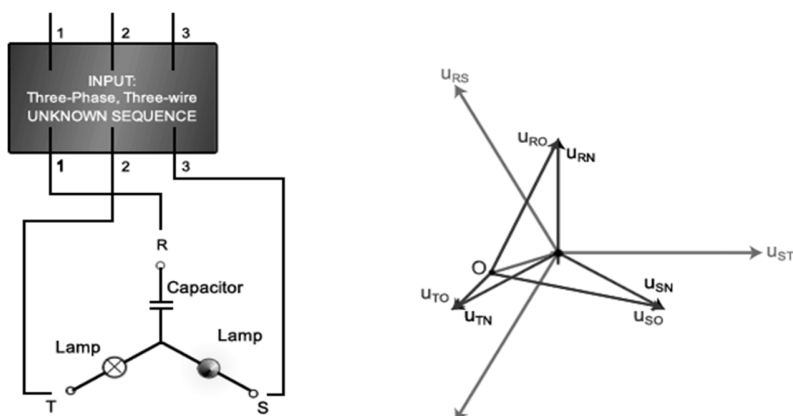 1 2 3
INPUT:
Three-Phase, Three-wire
UNKNOWN SEQUENCE
1 2 3
R
Capacitor
Lamp
Lamp
T
S
uRS
uRO
uRN
uST
O
uTO
uTN
uSN
uSO